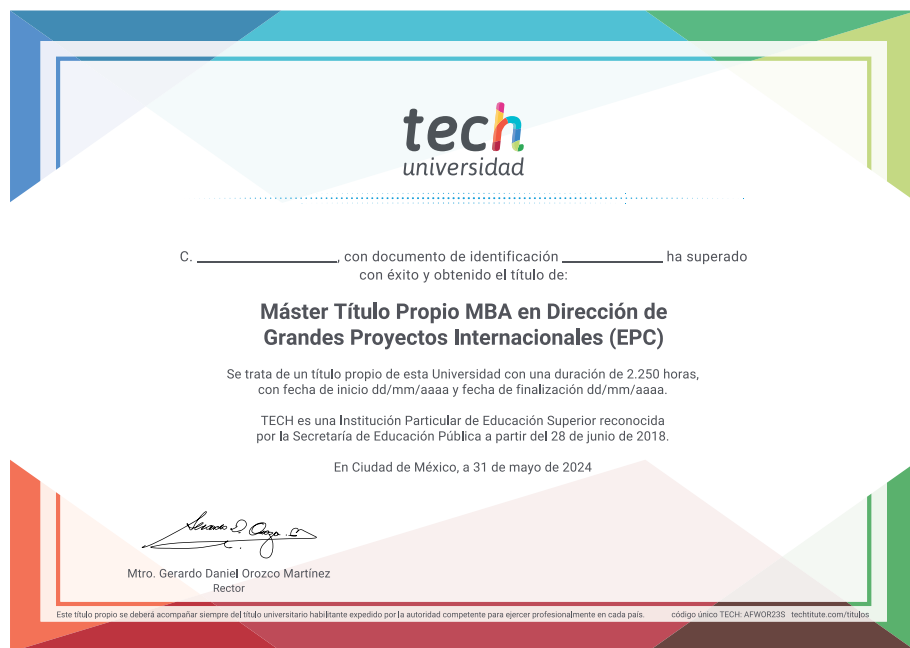 tech
universidad
C. ____________, con documento de identificación ____________ ha superado
con éxito y obtenido el título de:
Máster Título Propio MBA en Dirección de
Grandes Proyectos Internacionales (EPC)
Se trata de un título propio de esta Universidad con una duración de 2.250 horas,
con fecha de inicio dd/mm/aaaa y fecha de finalización dd/mm/aaaa.
TECH es una Institución Particular de Educación Superior reconocida
por la Secretaría de Educación Pública a partir del 28 de junio de 2018.
En Ciudad de México, a 31 de mayo de 2024
Mtro. Gerardo Daniel Orozco Martínez
Rector
Este título propio se deberá acompañar siempre del título universitario habilitante expedido por la autoridad competente para ejercer profesionalmente en cada país. código único TECH: AFWOR23S techtitute.com/titulos